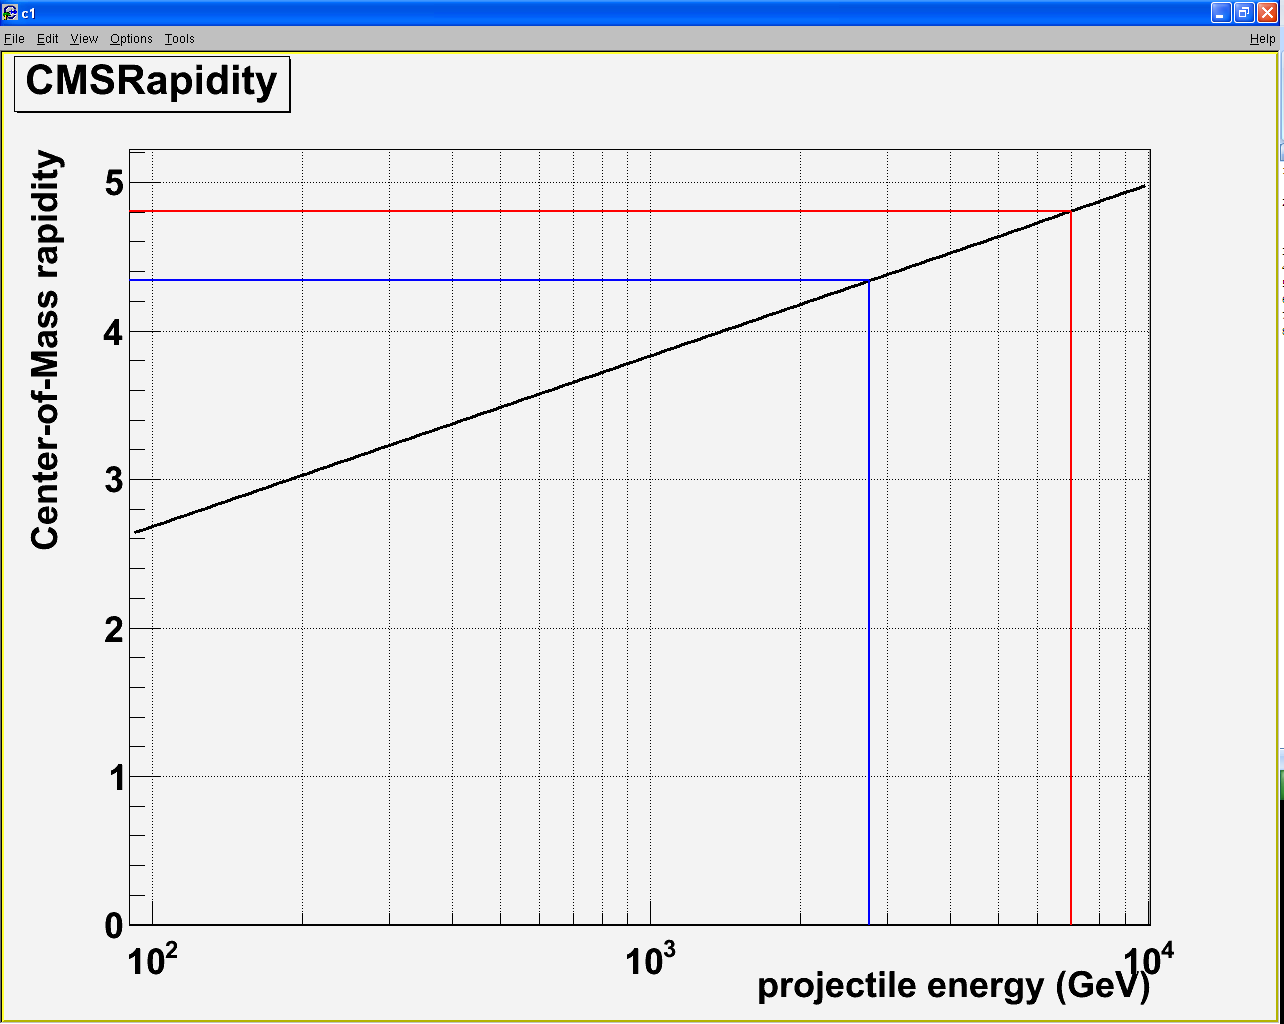 c1
File Edit View Options Tools Help
CMSRapidity
Center-of-Mass rapidity
5
4
3
2
1
0
10² 10³ 10⁴
projectile energy (GeV)